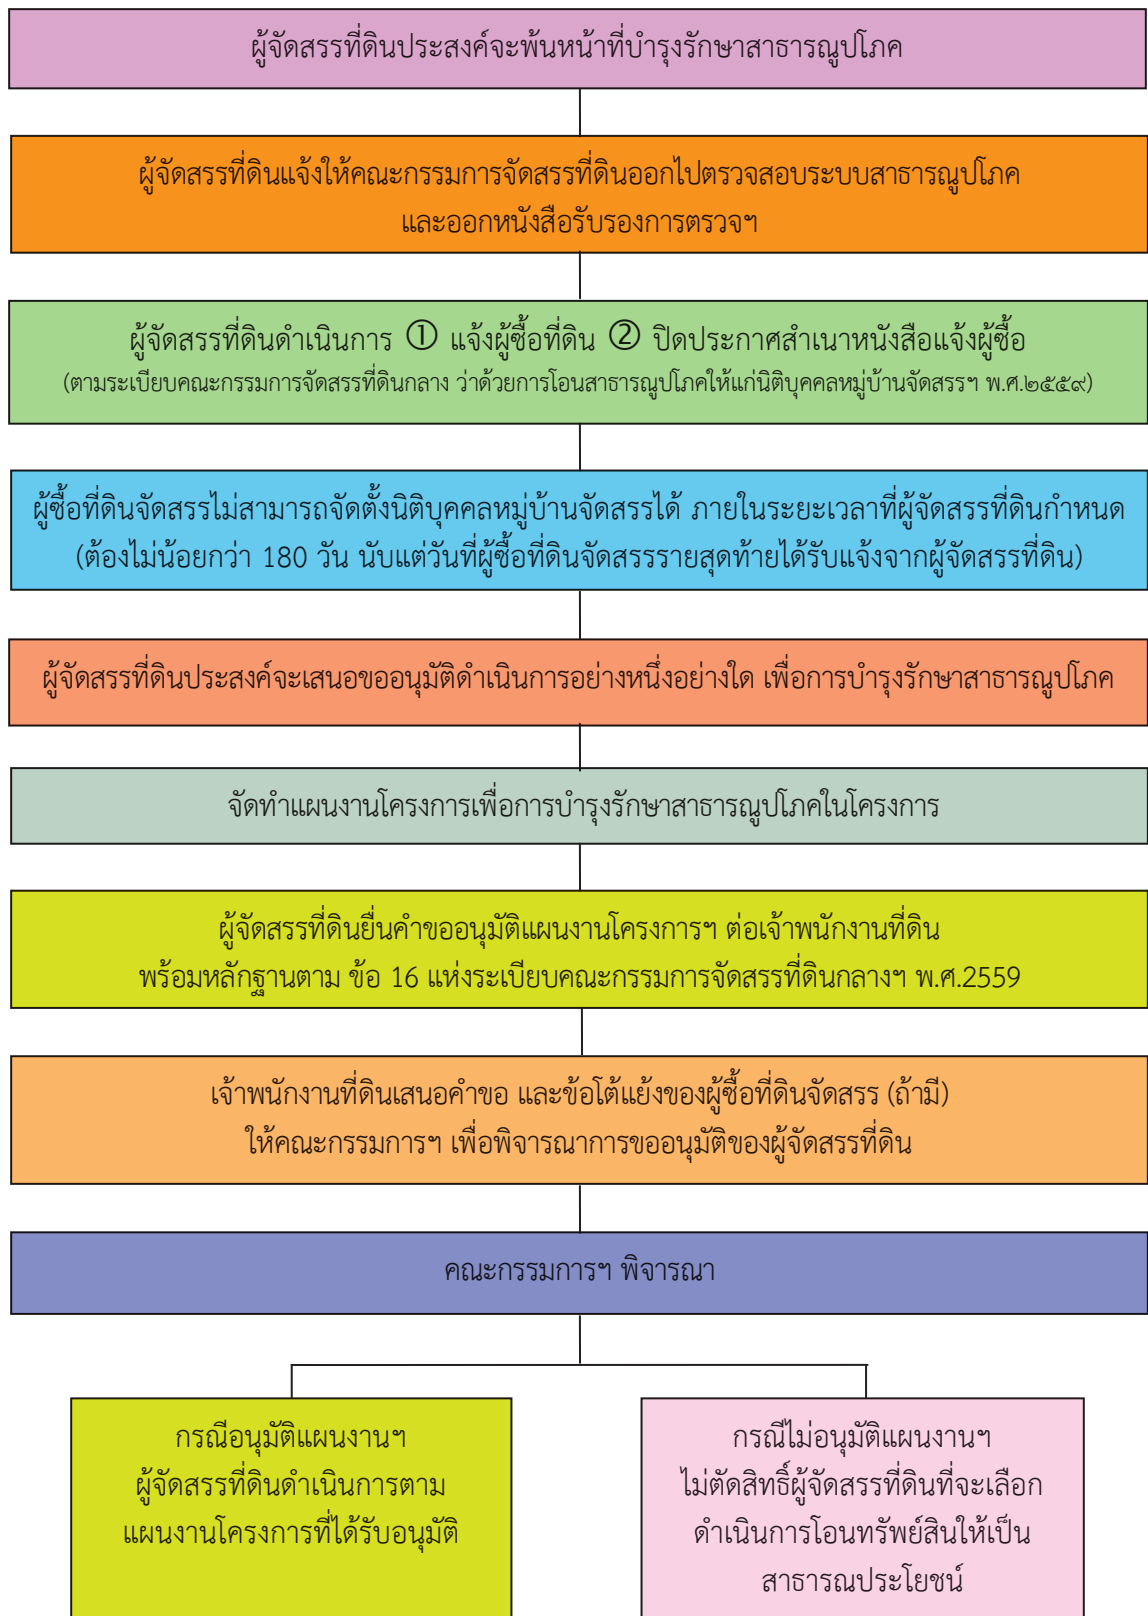 ผู้จัดสรรที่ดินประสงค์จะพ้นหน้าที่บำรุงรักษาสาธารณูปโภค
ผู้จัดสรรที่ดินแจ้งให้คณะกรรมการจัดสรรที่ดินออกไปตรวจสอบระบบสาธารณูปโภค
และออกหนังสือรับรองการตรวจฯ
ผู้จัดสรรที่ดินดำเนินการ ① แจ้งผู้ซื้อที่ดิน ② ปิดประกาศสำเนาหนังสือแจ้งผู้ซื้อ
(ตามระเบียบคณะกรรมการจัดสรรที่ดินกลาง ว่าด้วยการโอนสาธารณูปโภคให้แก่นิติบุคคลหมู่บ้านจัดสรรฯ พ.ศ.๒๕๕๙)
ผู้ซื้อที่ดินจัดสรรไม่สามารถจัดตั้งนิติบุคคลหมู่บ้านจัดสรรได้ ภายในระยะเวลาที่ผู้จัดสรรที่ดินกำหนด
(ต้องไม่น้อยกว่า 180 วัน นับแต่วันที่ผู้ซื้อที่ดินจัดสรรรายสุดท้ายได้รับแจ้งจากผู้จัดสรรที่ดิน)
ผู้จัดสรรที่ดินประสงค์จะเสนอขออนุมัติดำเนินการอย่างหนึ่งอย่างใด เพื่อการบำรุงรักษาสาธารณูปโภค
จัดทำแผนงานโครงการเพื่อการบำรุงรักษาสาธารณูปโภคในโครงการ
ผู้จัดสรรที่ดินยื่นคำขออนุมัติแผนงานโครงการฯ ต่อเจ้าพนักงานที่ดิน
พร้อมหลักฐานตาม ข้อ 16 แห่งระเบียบคณะกรรมการจัดสรรที่ดินกลางฯ พ.ศ.2559
เจ้าพนักงานที่ดินเสนอคำขอ และข้อโต้แย้งของผู้ซื้อที่ดินจัดสรร (ถ้ามี)
ให้คณะกรรมการฯ เพื่อพิจารณาการขออนุมัติของผู้จัดสรรที่ดิน
คณะกรรมการฯ พิจารณา
กรณีอนุมัติแผนงานฯ
ผู้จัดสรรที่ดินดำเนินการตาม
แผนงานโครงการที่ได้รับอนุมัติ
กรณีไม่อนุมัติแผนงานฯ
ไม่ตัดสิทธิ์ผู้จัดสรรที่ดินที่จะเลือก
ดำเนินการโอนทรัพย์สินให้เป็น
สาธารณประโยชน์